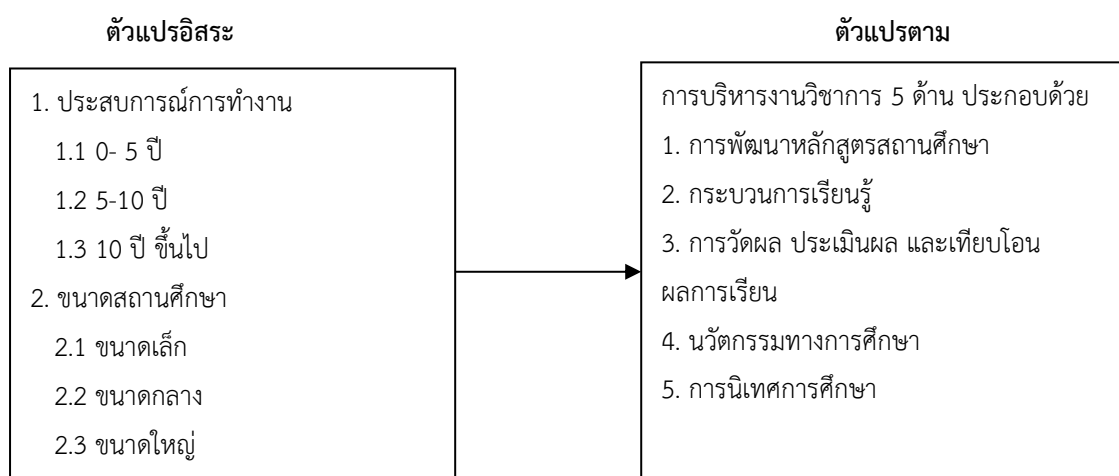 ตัวแปรอิสระ
1. ประสบการณ์การทำงาน
1.1 0- 5 ปี
1.2 5-10 ปี
1.3 10 ปี ขึ้นไป
2. ขนาดสถานศึกษา
2.1 ขนาดเล็ก
2.2 ขนาดกลาง
2.3 ขนาดใหญ่
ตัวแปรตาม
การบริหารงานวิชาการ 5 ด้าน ประกอบด้วย
1. การพัฒนาหลักสูตรสถานศึกษา
2. กระบวนการเรียนรู้
3. การวัดผล ประเมินผล และเทียบโอน
ผลการเรียน
4. นวัตกรรมทางการศึกษา
5. การนิเทศการศึกษา